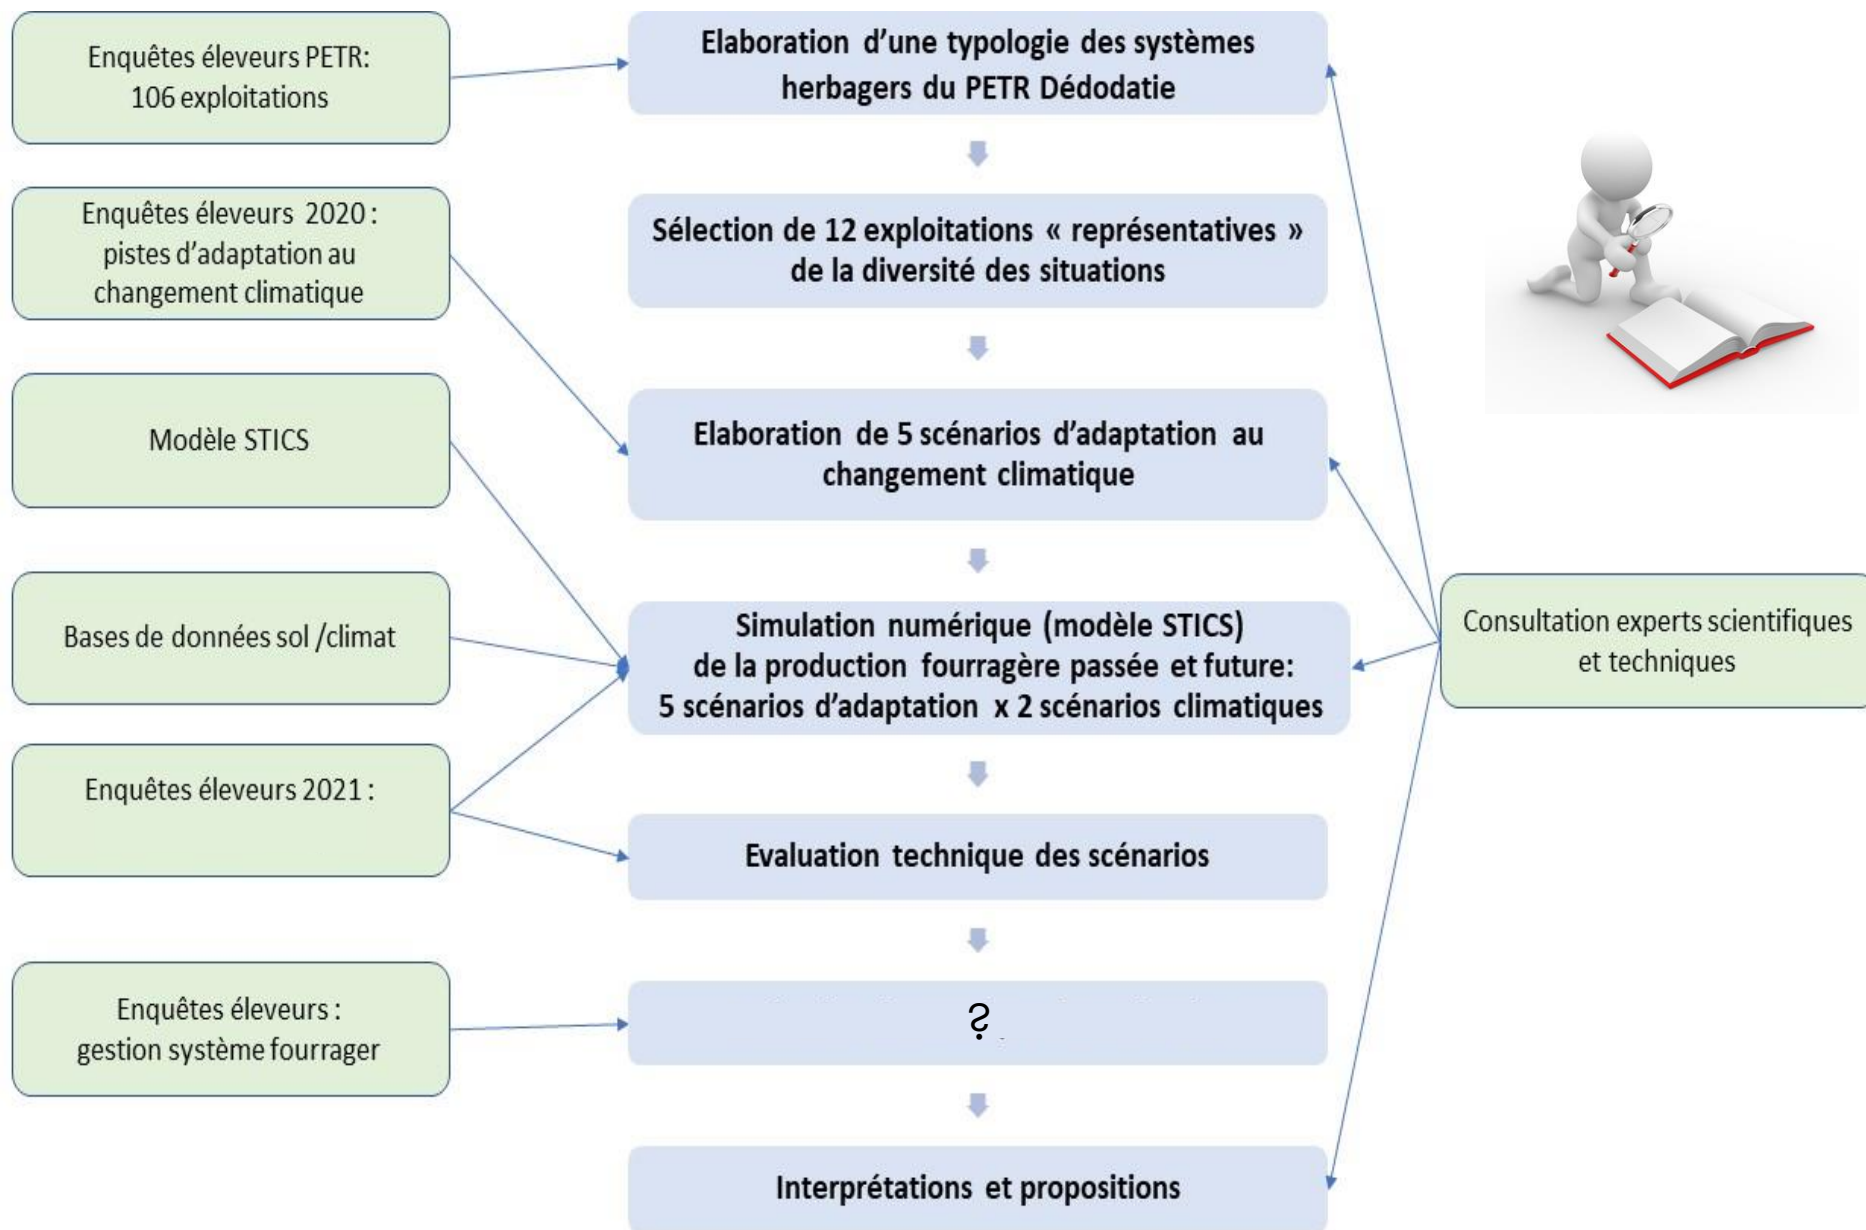 Enquêtes éleveurs PETR:
106 exploitations
Elaboration d'une typologie des systèmes
herbagers du PETR Dédodatie
Enquêtes éleveurs 2020 :
pistes d'adaptation au
changement climatique
Sélection de 12 exploitations « représentatives »
de la diversité des situations
Modèle STICS
Elaboration de 5 scénarios d'adaptation au
changement climatique
Bases de données sol /climat
Simulation numérique (modèle STICS)
de la production fourragère passée et future:
5 scénarios d'adaptation x 2 scénarios climatiques
Consultation experts scientifiques
et techniques
Enquêtes éleveurs 2021 :
Evaluation technique des scénarios
Enquêtes éleveurs :
gestion système fourrager
?
Interprétations et propositions